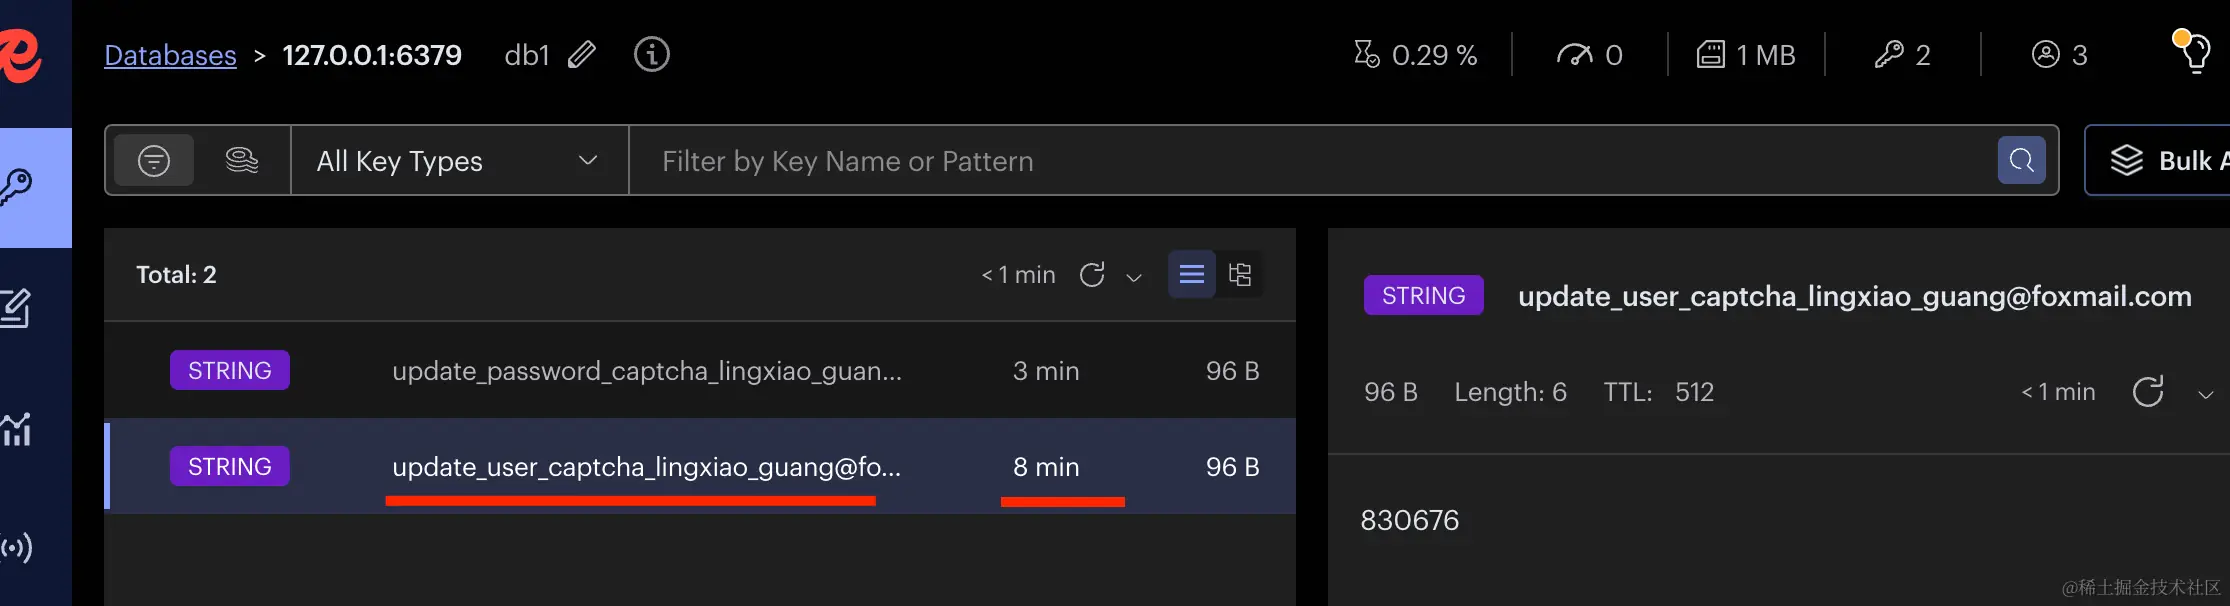 Databases > 127.0.0.1:6379 db1 0.29 % 0 1 MB 2 3
All Key Types Filter by Key Name or Pattern Bulk A
Total: 2 < 1 min
STRING update_password_captcha_lingxiao_guan... 3 min 96 B
STRING update_user_captcha_lingxiao_guang@fo... 8 min 96 B
STRING update_user_captcha_lingxiao_guang@foxmail.com
96 B Length: 6 TTL: 512 < 1 min
830676
@稀土掘金技术社区